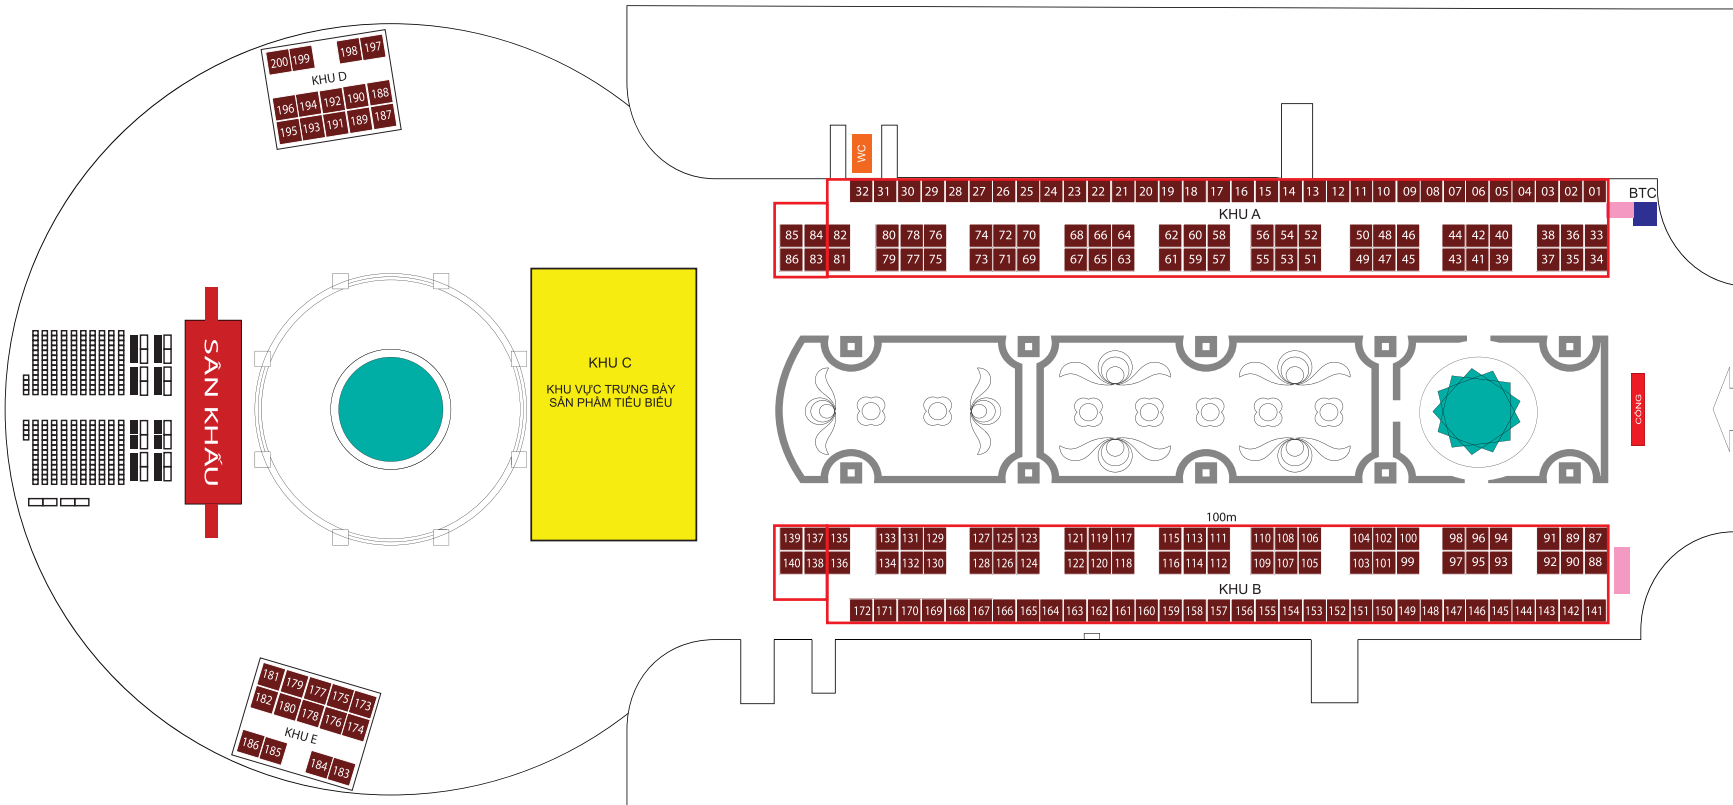 200 199 198 197
KHU D
196 194 192 190 188
195 193 191 189 187
WC
32 31 30 29 28 27 26 25 24 23 22 21 20 19 18 17 16 15 14 13 12 11 10 09 08 07 06 05 04 03 02 01
BTC
KHU A
85 84 82 80 78 76 74 72 70 68 66 64 62 60 58 56 54 52 50 48 46 44 42 40 38 36 33
86 83 81 79 77 75 73 71 69 67 65 63 61 59 57 55 53 51 49 47 45 43 41 39 37 35 34
SÂN KHẤU
KHU C
KHU VỰC TRƯNG BÀY
SẢN PHẨM TIÊU BIỂU
CỔNG
100m
139 137 135 133 131 129 127 125 123 121 119 117 115 113 111 110 108 106 104 102 100 98 96 94 91 89 87
140 138 136 134 132 130 128 126 124 122 120 118 116 114 112 109 107 105 103 101 99 97 95 93 92 90 88
KHU B
172 171 170 169 168 167 166 165 164 163 162 161 160 159 158 157 156 155 154 153 152 151 150 149 148 147 146 145 144 143 142 141
181 179 177 175 173
182 180 178 176 174
KHU E
186 185 184 183